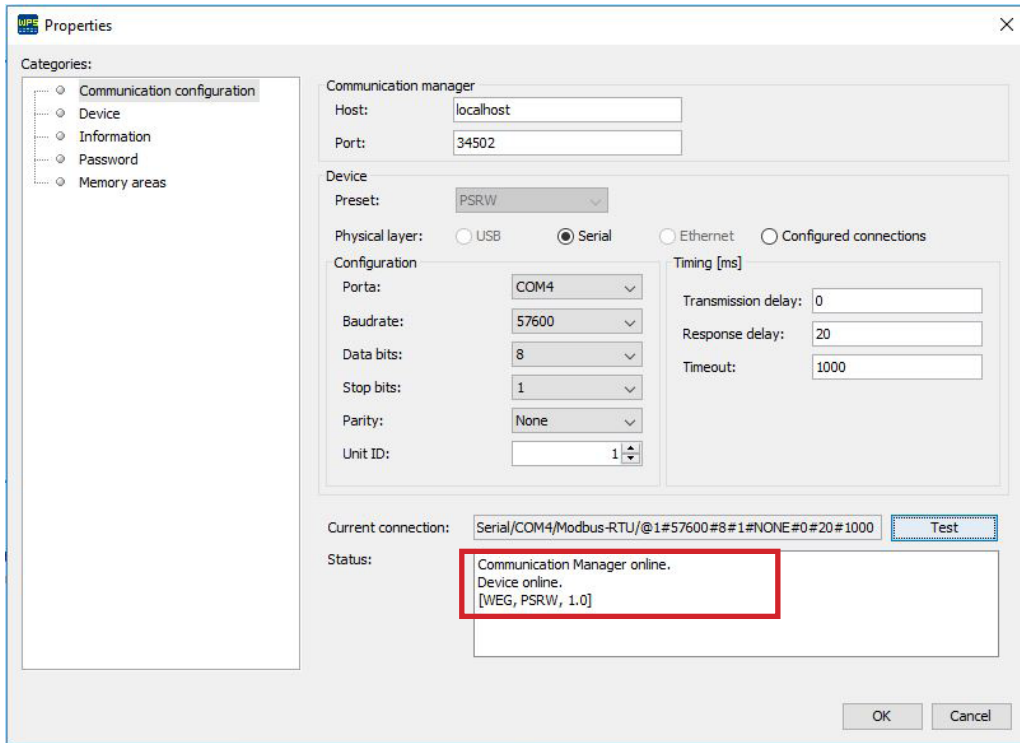 WPS Properties
Categories:
Communication configuration
Device
Information
Password
Memory areas
Communication manager
Host: localhost
Port: 34502
Device
Preset: PSRW
Physical layer: USB Serial Ethernet Configured connections
Configuration
Porta: COM4
Baudrate: 57600
Data bits: 8
Stop bits: 1
Parity: None
Unit ID: 1
Timing [ms]
Transmission delay: 0
Response delay: 20
Timeout: 1000
Current connection: Serial/COM4/Modbus-RTU/@1#57600#8#1#NONE#0#20#1000 Test
Status:
Communication Manager online.
Device online.
[WEG, PSRW, 1.0]
OK Cancel